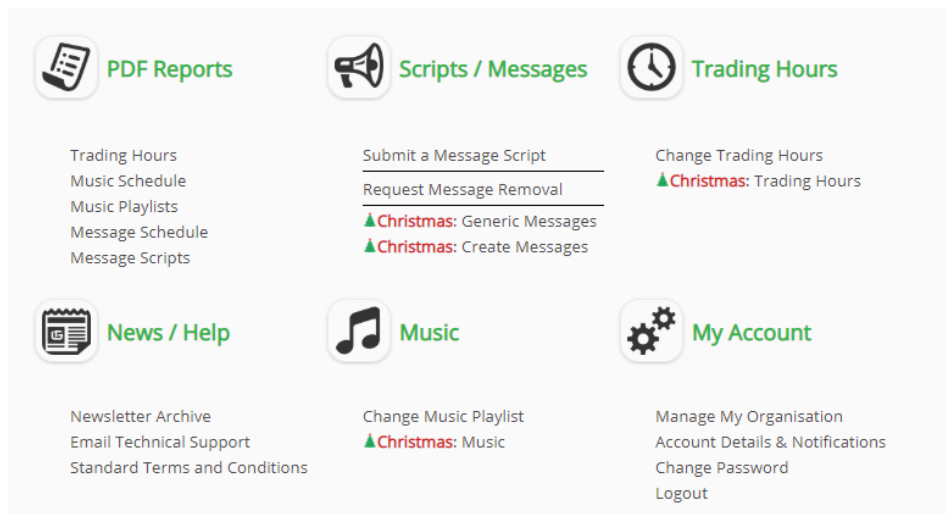 PDF Reports
Trading Hours
Music Schedule
Music Playlists
Message Schedule
Message Scripts
Scripts / Messages
Submit a Message Script
Request Message Removal
Christmas: Generic Messages
Christmas: Create Messages
Trading Hours
Change Trading Hours
Christmas: Trading Hours
News / Help
Newsletter Archive
Email Technical Support
Standard Terms and Conditions
Music
Change Music Playlist
Christmas: Music
My Account
Manage My Organisation
Account Details & Notifications
Change Password
Logout